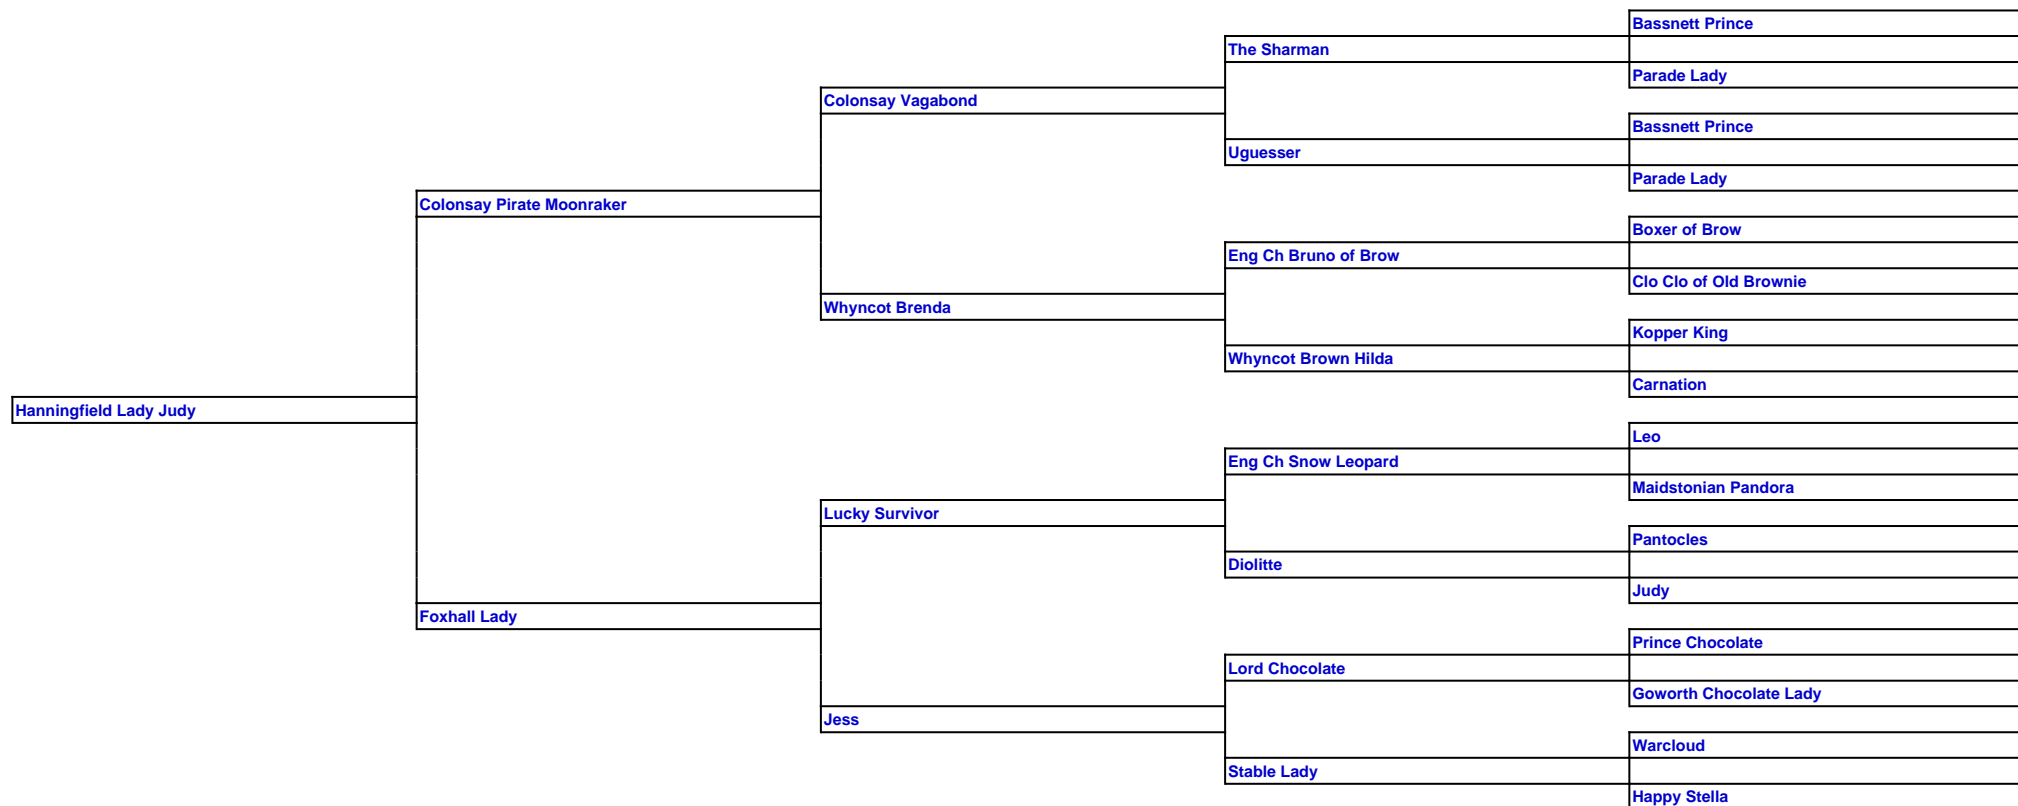 Bassnett Prince
The Sharman
Parade Lady
Colonsay Vagabond
Bassnett Prince
Uguesser
Parade Lady
Colonsay Pirate Moonraker
Boxer of Brow
Eng Ch Bruno of Brow
Clo Clo of Old Brownie
Whyncot Brenda
Kopper King
Whyncot Brown Hilda
Carnation
Hanningfield Lady Judy
Leo
Eng Ch Snow Leopard
Maidstonian Pandora
Lucky Survivor
Pantocles
Diolitte
Judy
Foxhall Lady
Prince Chocolate
Lord Chocolate
Goworth Chocolate Lady
Jess
Warcloud
Stable Lady
Happy Stella